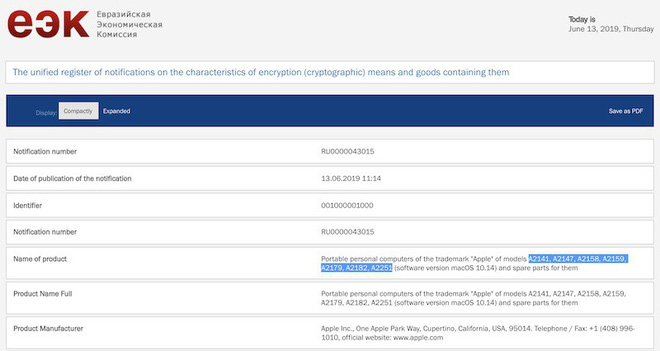 еэк
Евразийская
Экономическая
Комиссия
Today is
June 13, 2019, Thursday
The unified register of notifications on the characteristics of encryption (cryptographic) means and goods containing them
Display: Compactly Expanded Save as PDF
Notification number RU0000043015
Date of publication of the notification 13.06.2019 11:14
Identifier 001000001000
Notification number RU0000043015
Name of product Portable personal computers of the trademark "Apple" of models A2141, A2147, A2158, A2159,
A2179, A2182, A2251 (software version macOS 10.14) and spare parts for them
Product Name Full Portable personal computers of the trademark "Apple" of models A2141, A2147, A2158, A2159,
A2179, A2182, A2251 (software version macOS 10.14) and spare parts for them
Product Manufacturer Apple Inc., One Apple Park Way, Cupertino, California, USA, 95014. Telephone / Fax: +1 (408) 996-
1010, official website: www.apple.com